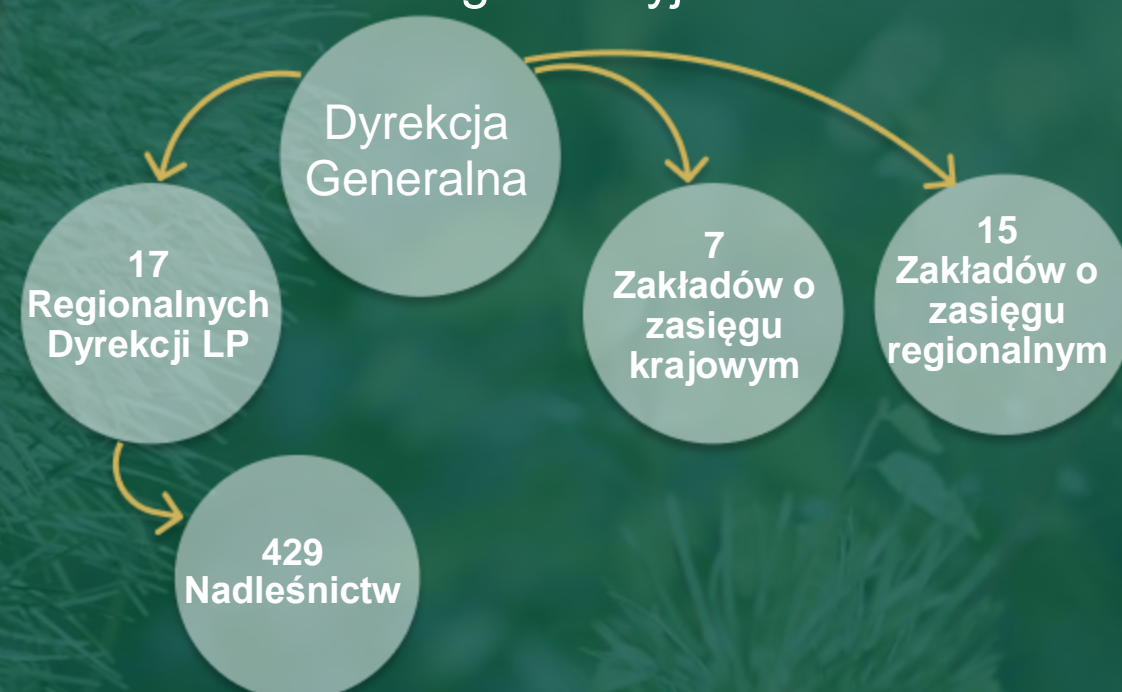 Dyrekcja
Generalna
17
Regionalnych
Dyrekcji LP
7
Zakładów o
zasięgu
krajowym
15
Zakładów o
zasięgu
regionalnym
429
Nadleśnictw